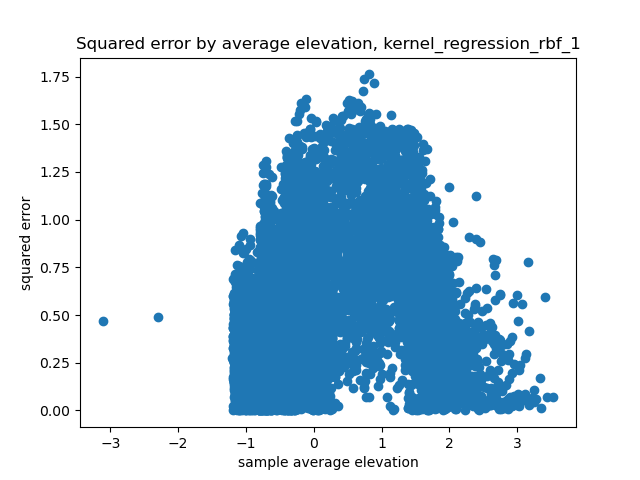 Squared error by average elevation, kernel_regression_rbf_1
1.75
1.50
1.25
1.00
0.75
0.50
0.25
0.00
squared error
−3 −2 −1 0 1 2 3
sample average elevation